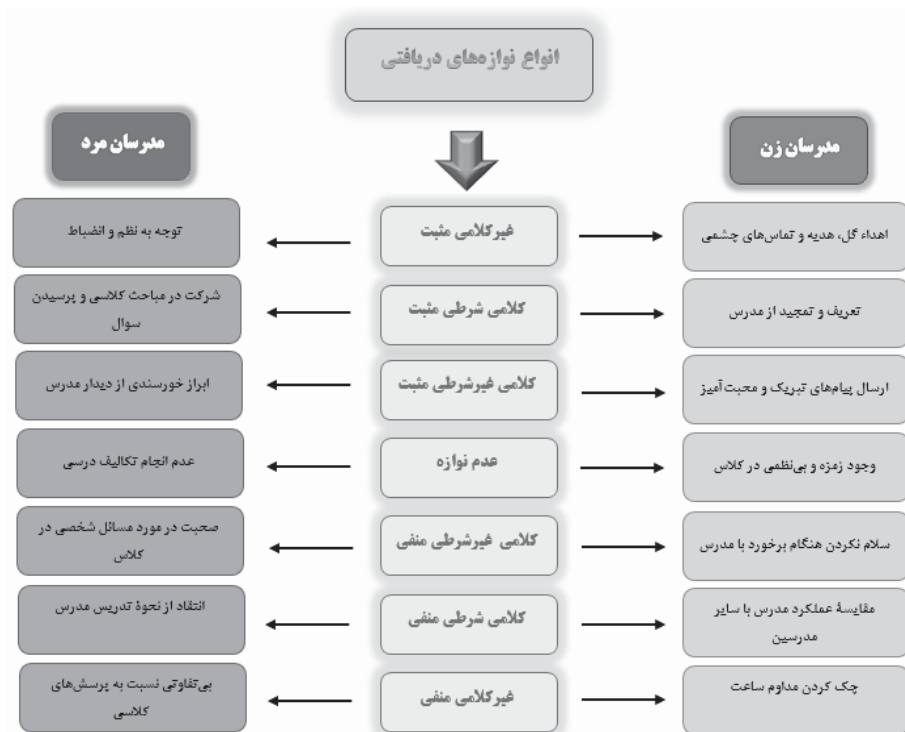 انواع نوازه‌های دریافتی
مدرسان زن
مدرسان مرد
غیرکلامی مثبت
اهداء گل، هدیه و تماس‌های چشمی
توجه به نظم و انضباط
کلامی شرطی مثبت
تعریف و تمجید از مدرس
شرکت در مباحث کلاسی و پرسیدن
سوال
کلامی غیرشرطی مثبت
ارسال پیام‌های تبریک و محبت‌آمیز
ابراز خورسندی از دیدار مدرس
عدم نوازه
وجود زمزه و بی‌نظمی در کلاس
عدم انجام تکالیف درسی
کلامی غیرشرطی منفی
سلام نکردن هنگام برخورد با مدرس
صحبت در مورد مسائل شخصی در
کلاس
کلامی شرطی منفی
مقایسهٔ عملکرد مدرس با سایر
مدرسین
انتقاد از نحوهٔ تدریس مدرس
غیرکلامی منفی
چک کردن مداوم ساعت
بی‌تفاوتی نسبت به پرسش‌های
کلاسی